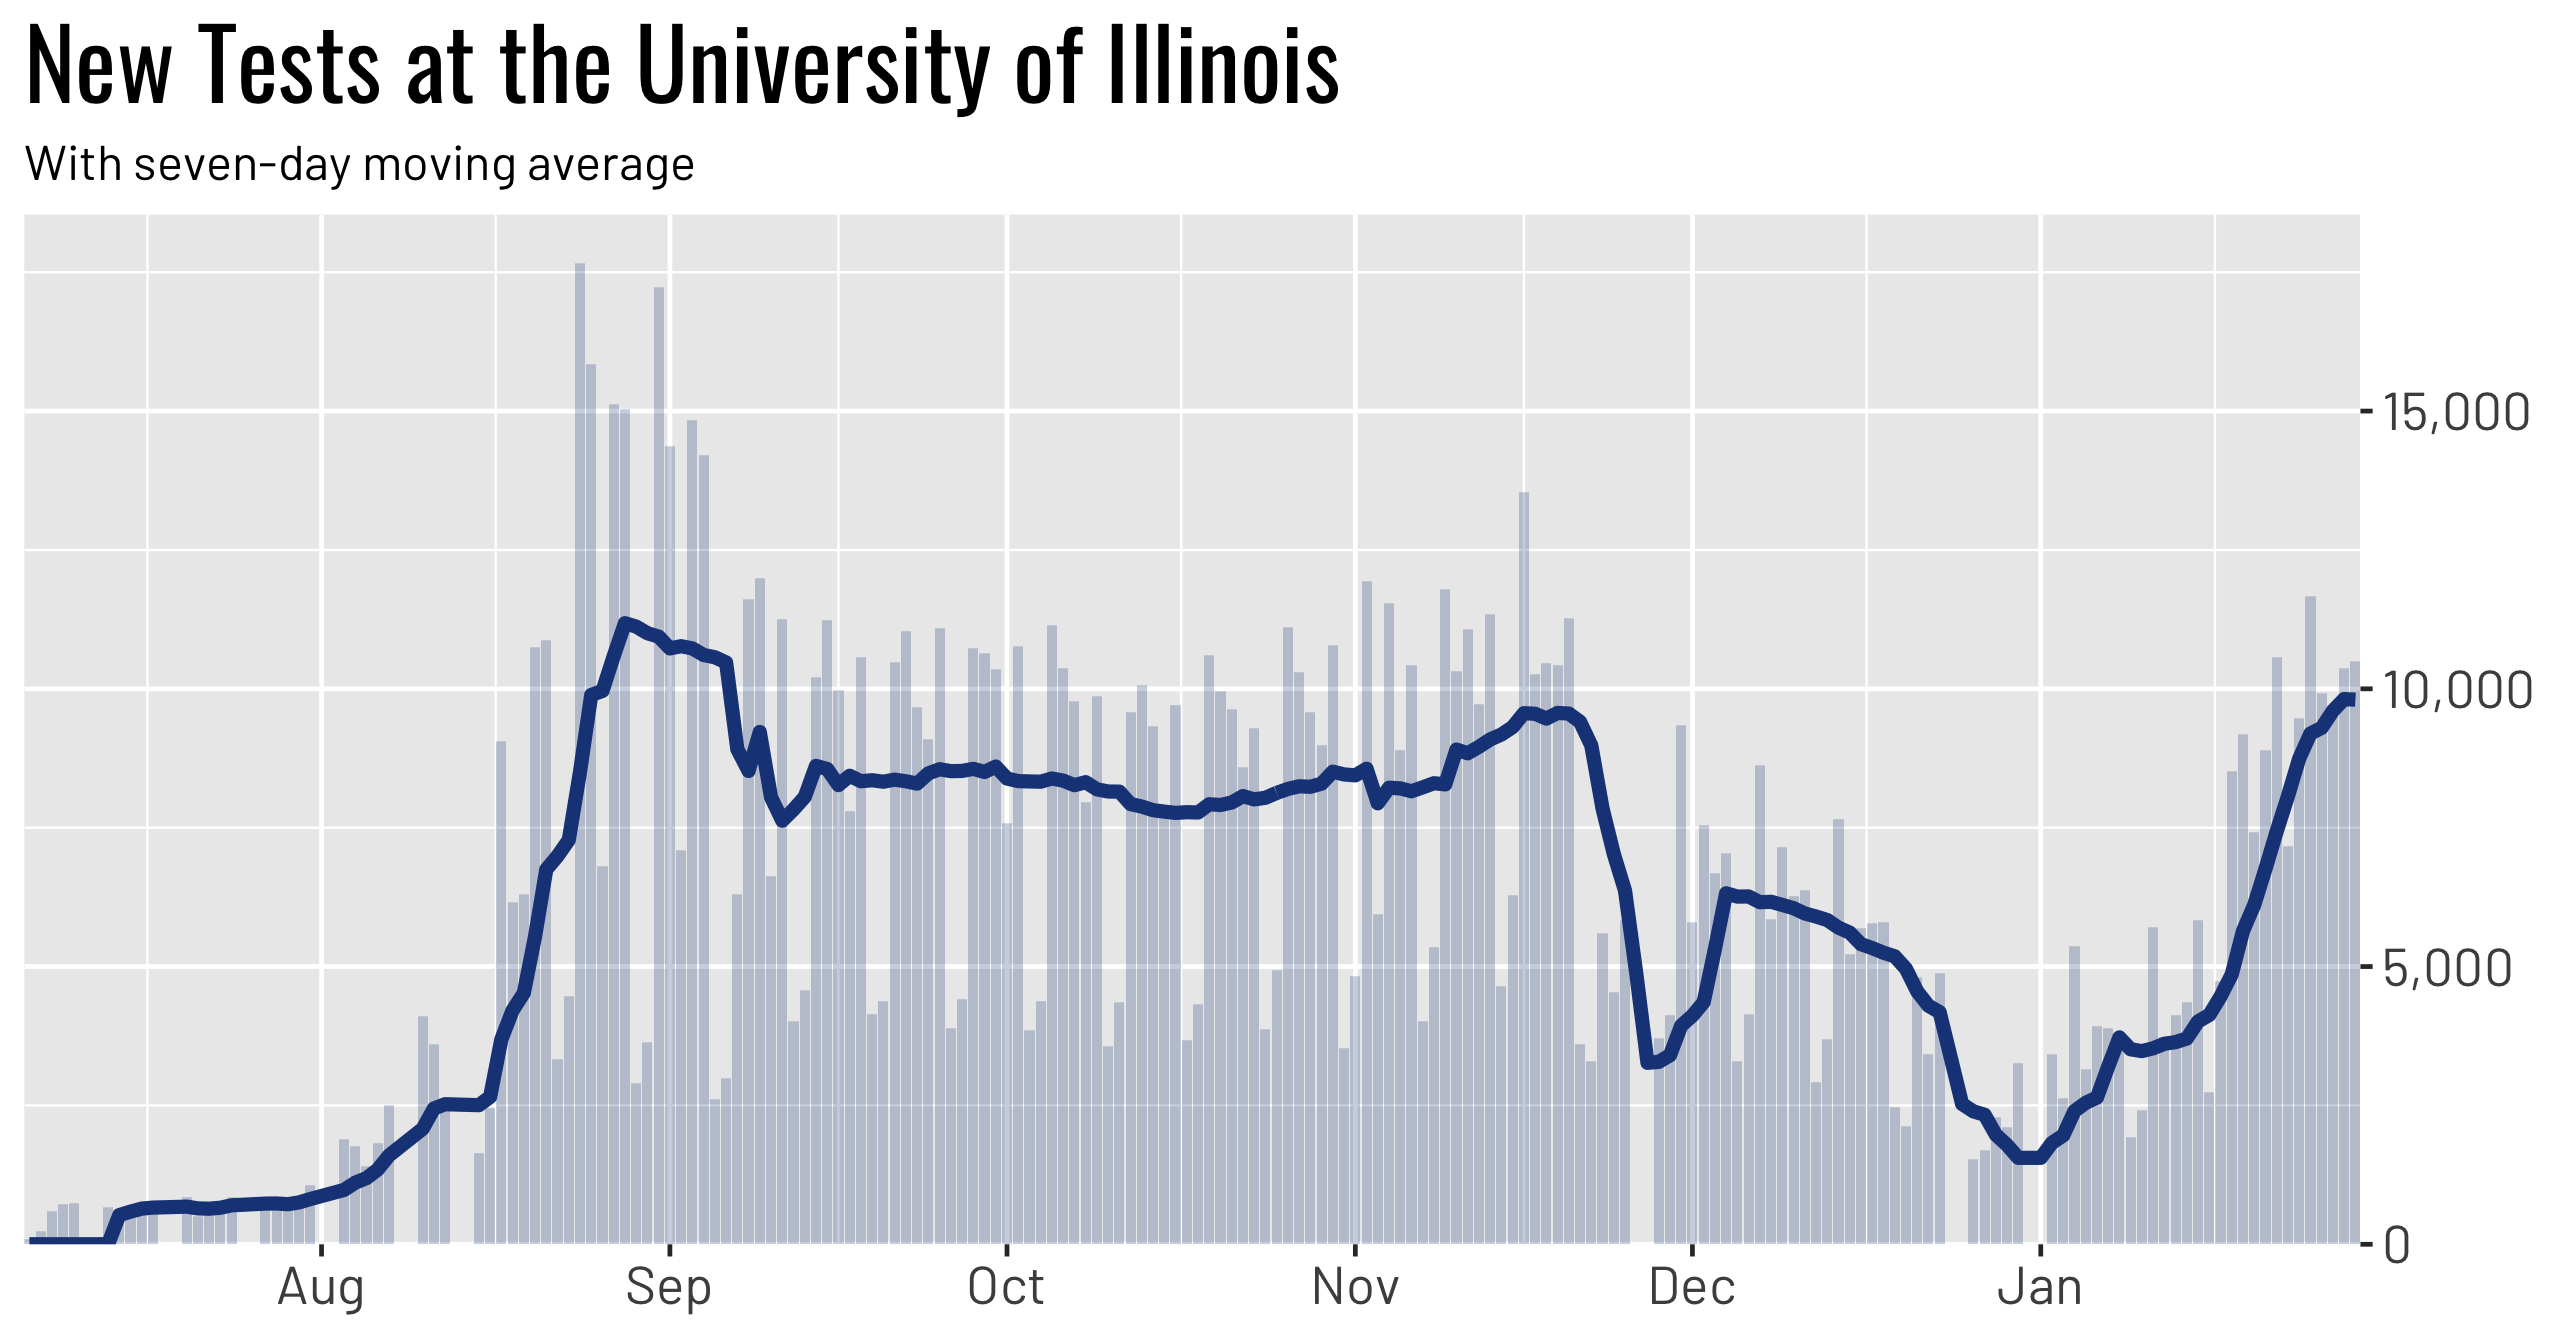 New Tests at the University of Illinois
With seven-day moving average
15,000
10,000
5,000
0
Aug Sep Oct Nov Dec Jan